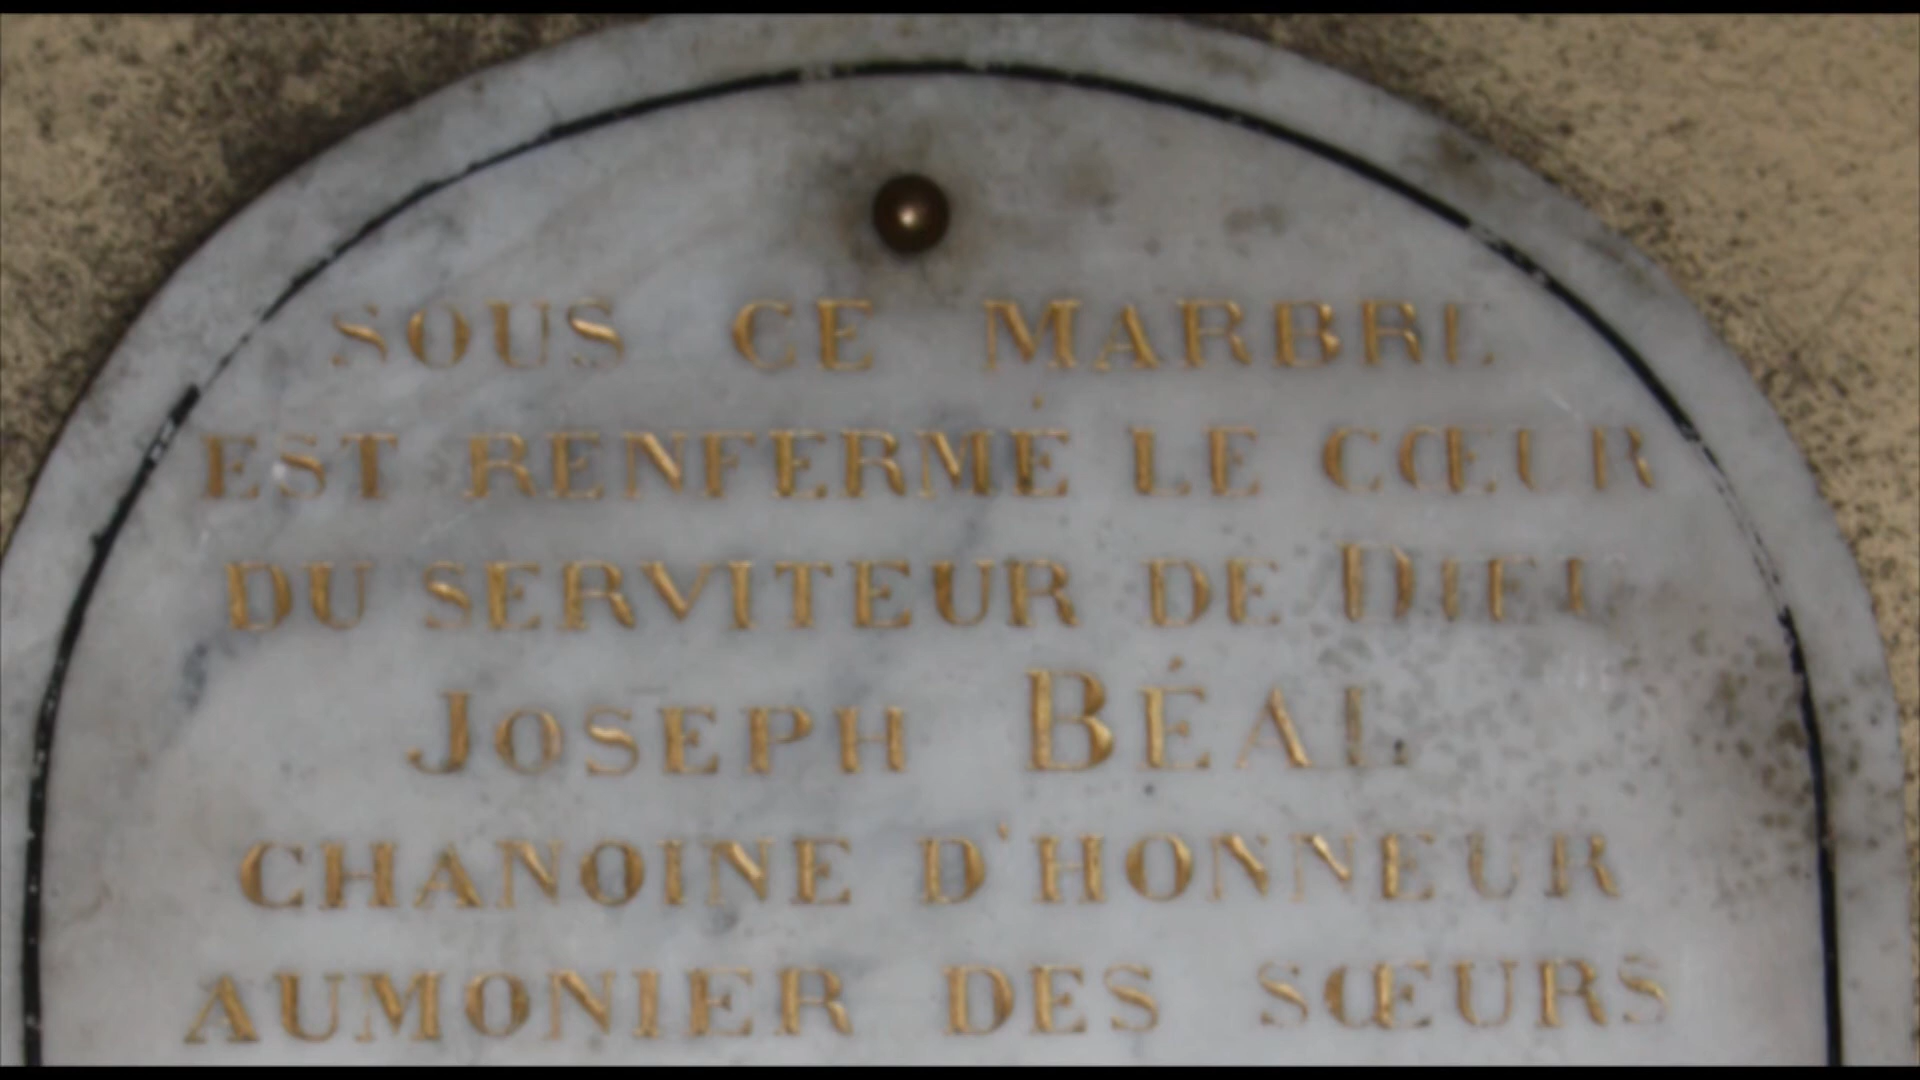 SOUS CE MARBRE
EST RENFERMÉ LE CŒUR
DU SERVITEUR DE DIEU
JOSEPH BÉAL
CHANOINE D'HONNEUR
AUMONIER DES SŒURS